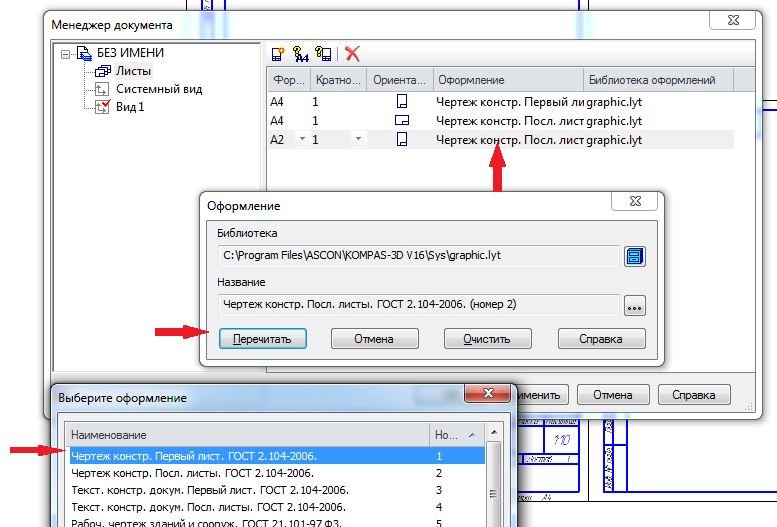 Менеджер документа
БЕЗ ИМЕНИ
Листы
Системный вид
Вид 1
Фор... Кратно... Ориента... Оформление Библиотека оформлений
A4 1 Чертеж констр. Первый ли graphic.lyt
A4 1 Чертеж констр. Посл. лист graphic.lyt
A2 1 Чертеж констр. Посл. лист graphic.lyt
Оформление
Библиотека
C:\Program Files\ASCON\KOMPAS-3D V16\Sys\graphic.lyt
Название
Чертеж констр. Посл. листы. ГОСТ 2.104-2006. (номер 2)
...
Перечитать Отмена Очистить Справка
именить Отмена Справка
Выберите оформление
Наименование Но...
Чертеж констр. Первый лист. ГОСТ 2.104-2006. 1
Чертеж констр. Посл. листы. ГОСТ 2.104-2006. 2
Текст. констр. докум. Первый лист. ГОСТ 2.104-2006. 3
Текст. констр. докум. Посл. листы. ГОСТ 2.104-2006. 4
Рабоч. чертеж зданий и сооруж. ГОСТ 21.101-97 Ф3. 5
1:10
Листов 1
A4